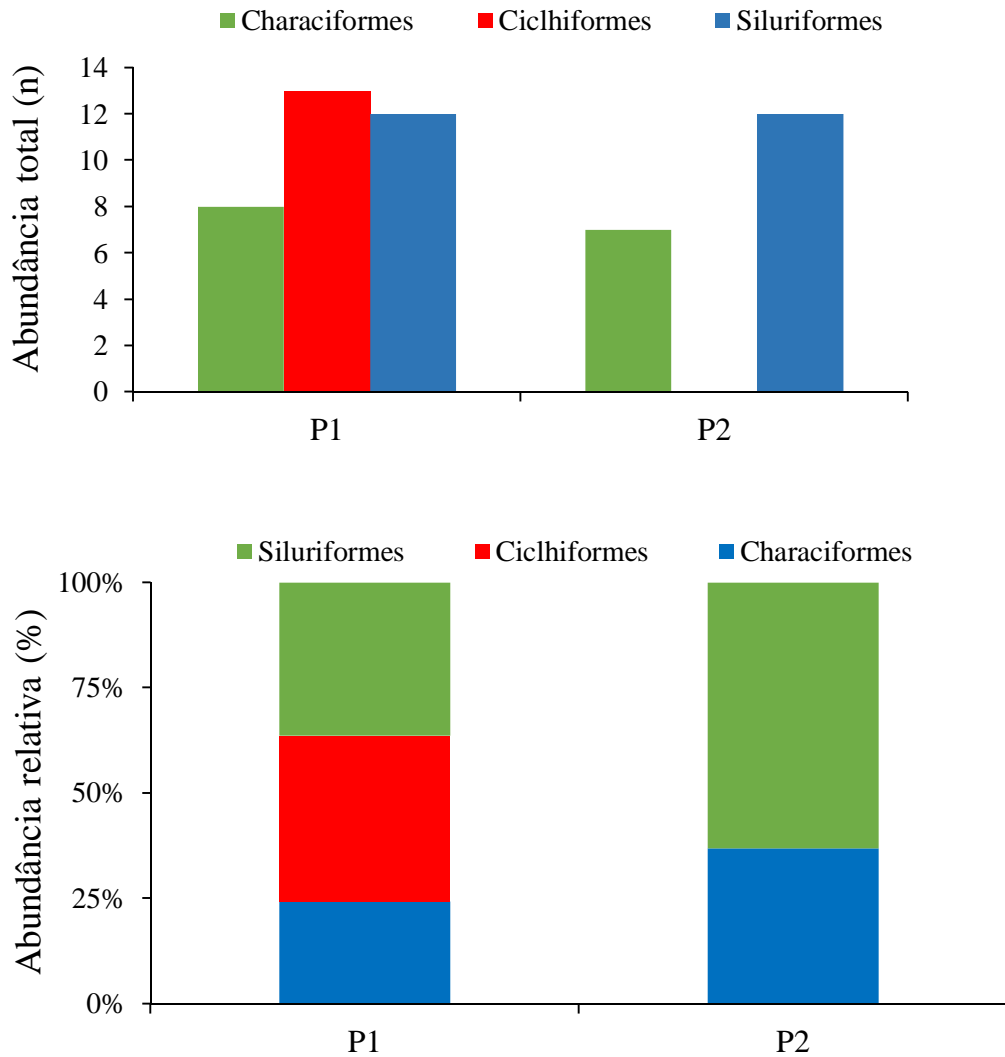 Characiformes Ciclhiformes Siluriformes
Abundância total (n)
14
12
10
8
6
4
2
0
P1 P2
Siluriformes Ciclhiformes Characiformes
Abundância relativa (%)
100%
75%
50%
25%
0%
P1 P2